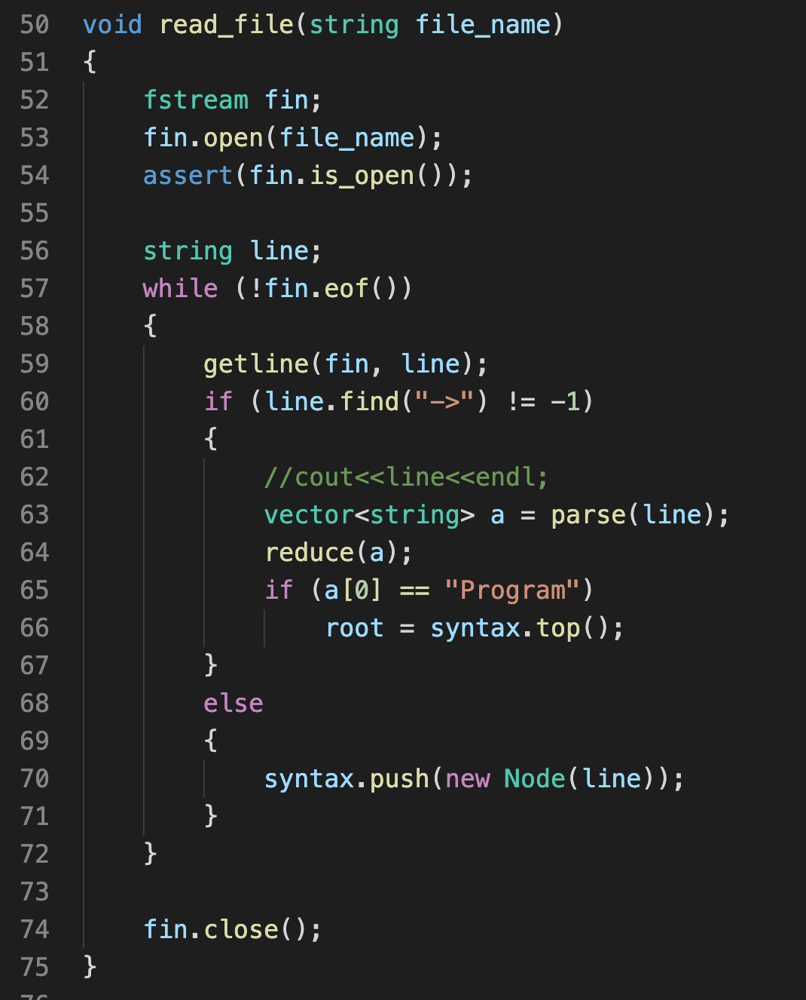 50 void read_file(string file_name)
51 {
52     fstream fin;
53     fin.open(file_name);
54     assert(fin.is_open());
55
56     string line;
57     while (!fin.eof())
58     {
59         getline(fin, line);
60         if (line.find("->") != -1)
61         {
62             //cout<<line<<endl;
63             vector<string> a = parse(line);
64             reduce(a);
65             if (a[0] == "Program")
66                 root = syntax.top();
67         }
68         else
69         {
70             syntax.push(new Node(line));
71         }
72     }
73
74     fin.close();
75 }